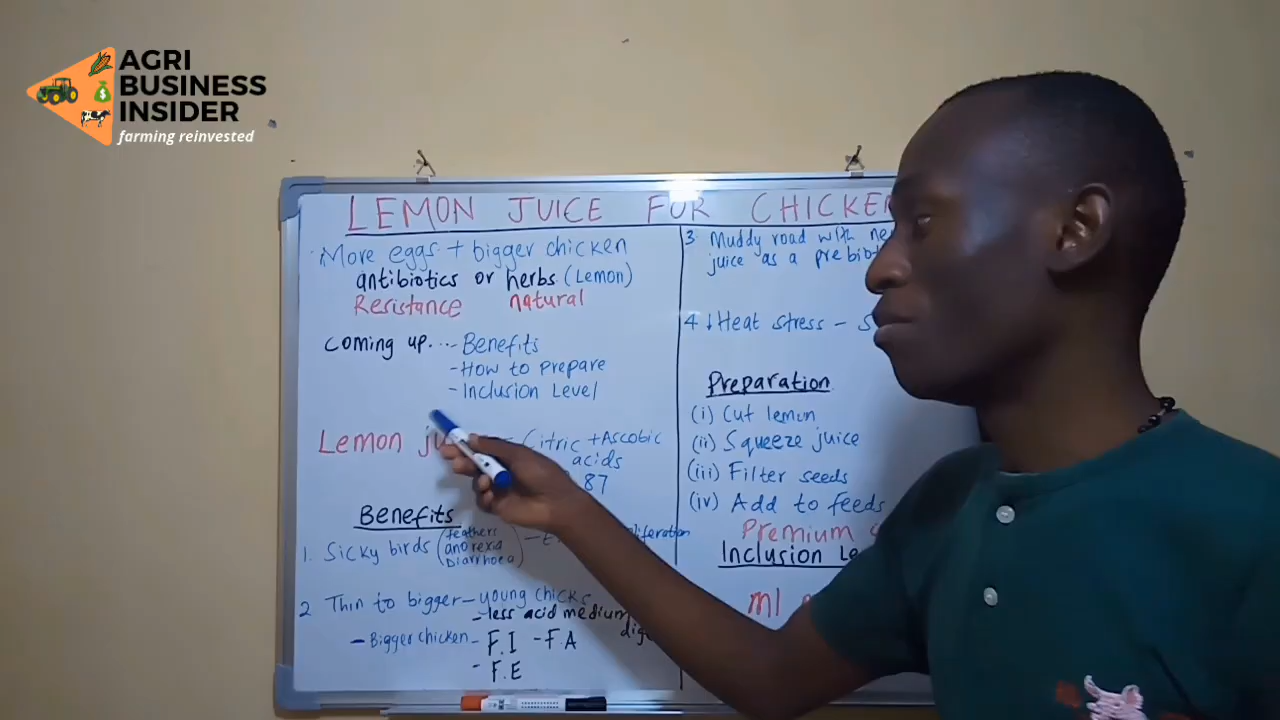 AGRI
BUSINESS
INSIDER
farming reinvested
LEMON JUICE FOR CHICKEN
More eggs + bigger chicken
antibiotics or herbs (Lemon)
Resistance natural
Coming up... - Benefits
- How to prepare
- Inclusion Level
Lemon = Citric + Ascobic
acids
87
Benefits
1. Sicky birds (feathers
anorexia
Diarrhoea) -
2 Thin to bigger - young chicks
- less acid medium
- Bigger chicken - F.I - F A
- F.E
3 Muddy road with
juice as a
4 ↓ Heat stress -
Preparation
(i) Cut lemon
(ii) Squeeze juice
(iii) Filter seeds
(iv) Add to feeds
Premium
Inclusion
ml